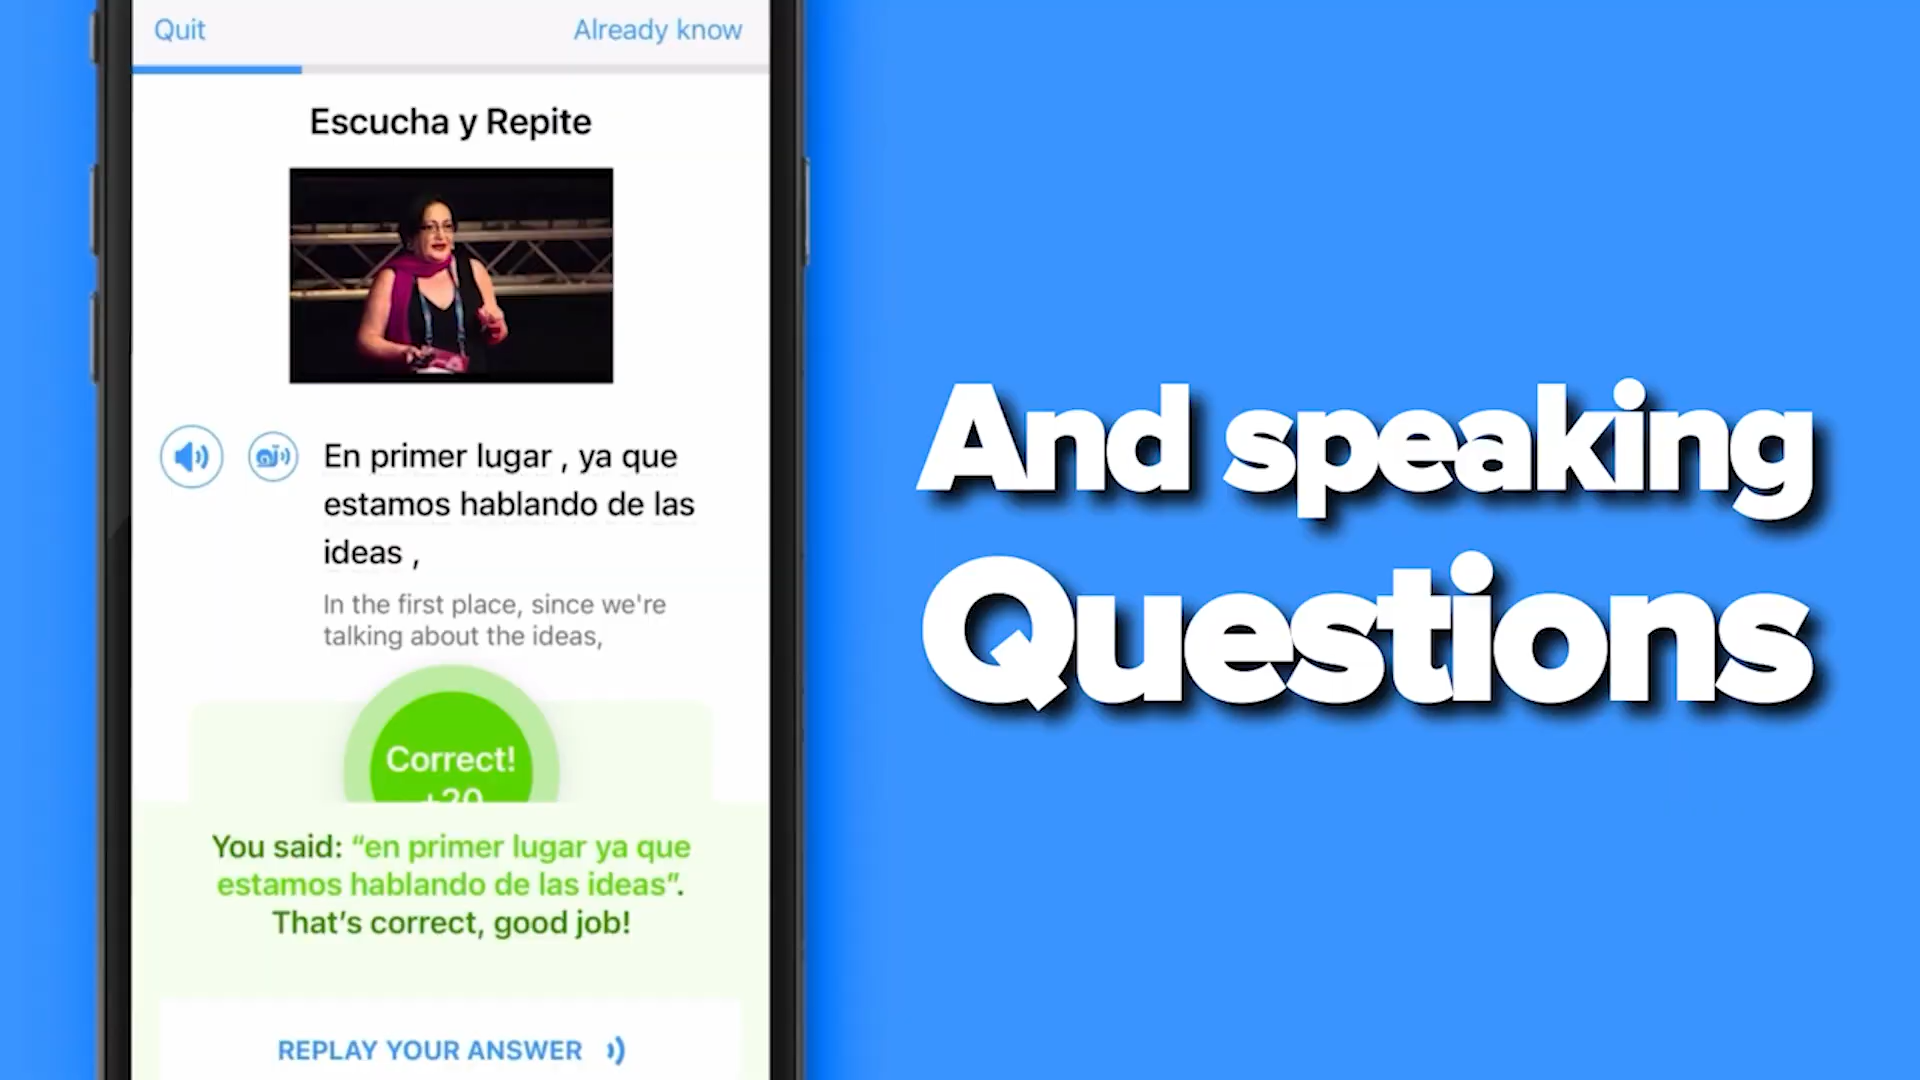 Quit
Already know
Escucha y Repite
En primer lugar , ya que
estamos hablando de las
ideas ,
In the first place, since we're
talking about the ideas,
Correct!
+20
You said: “en primer lugar ya que
estamos hablando de las ideas”.
That’s correct, good job!
REPLAY YOUR ANSWER
And speaking
Questions